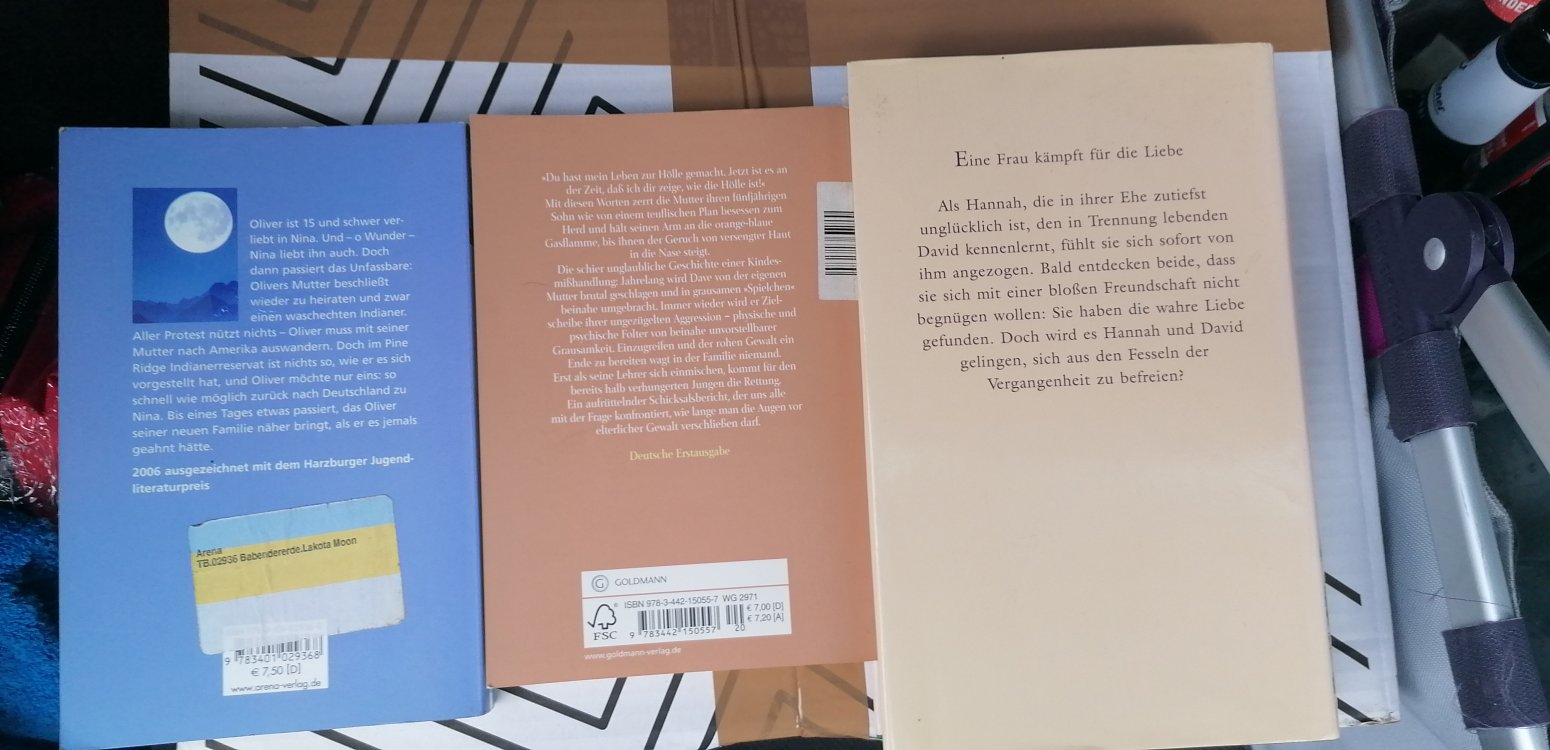 Oliver ist 15 und schwer ver-
liebt in Nina. Und – o Wunder –
Nina liebt ihn auch. Doch
dann passiert das Unfassbare:
Olivers Mutter beschließt
wieder zu heiraten und zwar
einen waschechten Indianer.
Aller Protest nützt nichts – Oliver muss mit seiner
Mutter nach Amerika auswandern. Doch im Pine
Ridge Indianerreservat ist nichts so, wie er es sich
vorgestellt hat, und Oliver möchte nur eins: so
schnell wie möglich zurück nach Deutschland zu
Nina. Bis eines Tages etwas passiert, das Oliver
seiner neuen Familie näher bringt, als er es jemals
geahnt hätte.
2006 ausgezeichnet mit dem Harzburger Jugend-
literaturpreis
Arena
TB.02936 Babendererde.Lakota Moon
9 783401 029368
€ 7,50 [D]
www.arena-verlag.de
»Du hast mein Leben zur Hölle gemacht. Jetzt ist es an
der Zeit, daß ich dir zeige, wie die Hölle ist!«
Mit diesen Worten zerrt die Mutter ihren fünfjährigen
Sohn wie von einem teuflischen Plan besessen zum
Herd und hält seinen Arm an die orange-blaue
Gasflamme, bis ihnen der Geruch von versengter Haut
in die Nase steigt.
Die schier unglaubliche Geschichte einer Kindes-
mißhandlung: Jahrelang wird Dave von der eigenen
Mutter brutal geschlagen und in grausamen »Spielchen«
beinahe umgebracht. Immer wieder wird er Ziel-
scheibe ihrer ungezügelten Aggression – physische und
psychische Folter von beinahe unvorstellbarer
Grausamkeit. Einzugreifen und der rohen Gewalt ein
Ende zu bereiten wagt in der Familie niemand.
Erst als seine Lehrer sich einmischen, kommt für den
bereits halb verhungerten Jungen die Rettung.
Ein aufrüttelnder Schicksalsbericht, der uns alle
mit der Frage konfrontiert, wie lange man die Augen vor
elterlicher Gewalt verschließen darf.
Deutsche Erstausgabe
G GOLDMANN
ISBN 978-3-442-15055-7 WG 2971
€ 7,00 [D]
€ 7,20 [A]
FSC
9 783442 150557
20
www.goldmann-verlag.de
Eine Frau kämpft für die Liebe
Als Hannah, die in ihrer Ehe zutiefst
unglücklich ist, den in Trennung lebenden
David kennenlernt, fühlt sie sich sofort von
ihm angezogen. Bald entdecken beide, dass
sie sich mit einer bloßen Freundschaft nicht
begnügen wollen: Sie haben die wahre Liebe
gefunden. Doch wird es Hannah und David
gelingen, sich aus den Fesseln der
Vergangenheit zu befreien?